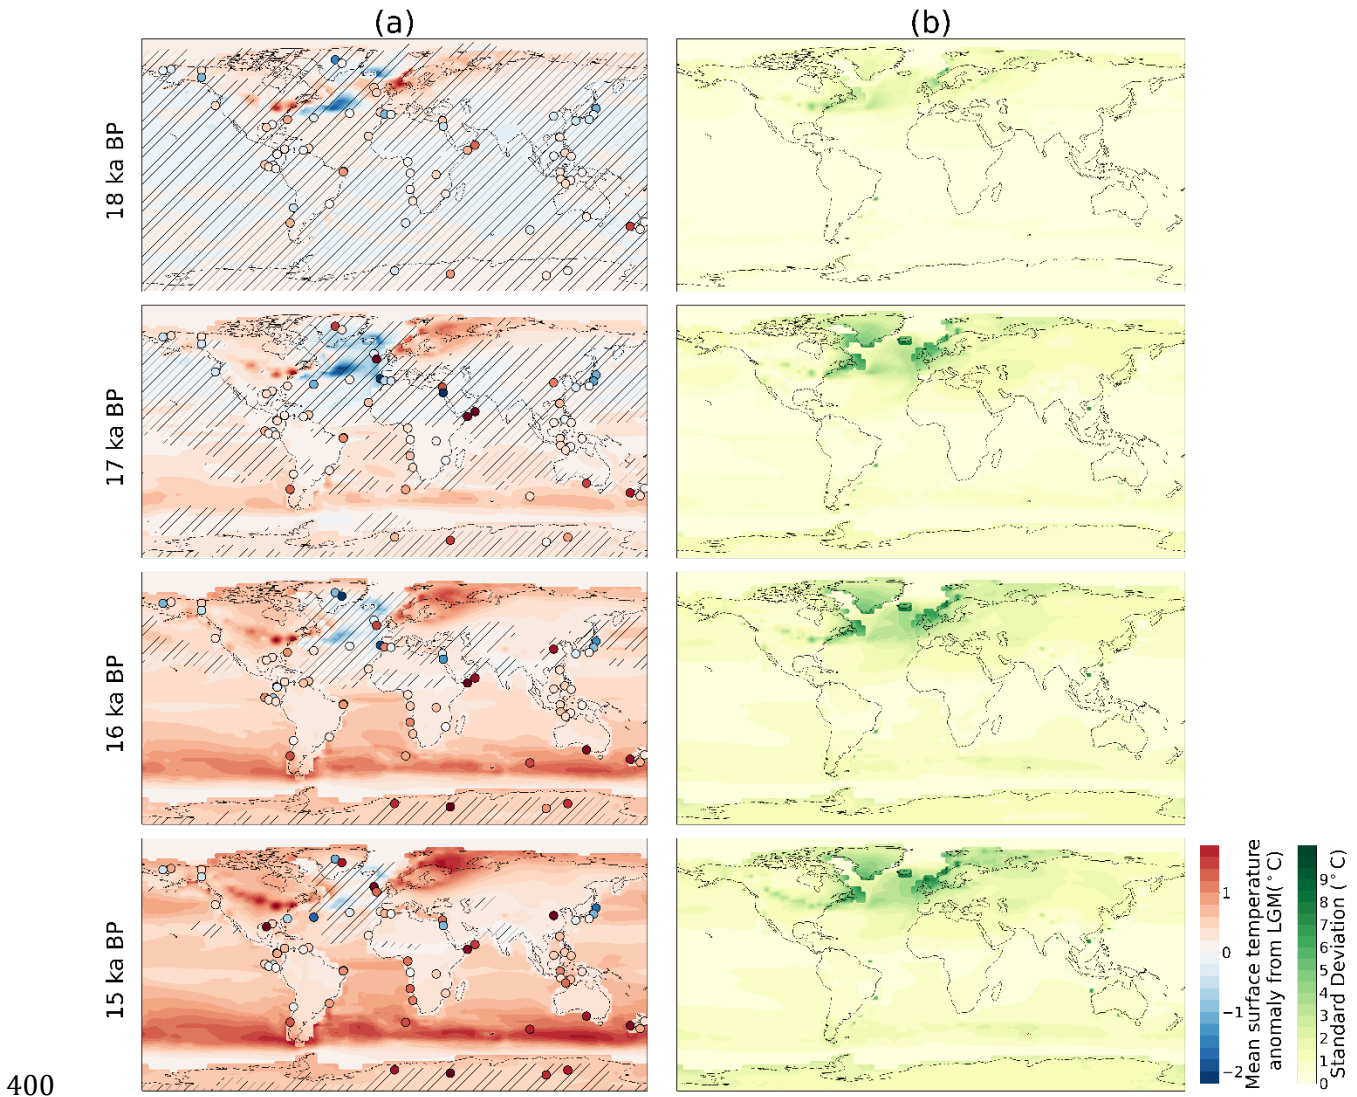 (a)
(b)
18 ka BP
17 ka BP
16 ka BP
15 ka BP
1
0
−1
−2
Mean surface temperature
anomaly from LGM(°C)
9
8
7
6
5
4
3
2
1
0
Standard Deviation (°C)
400